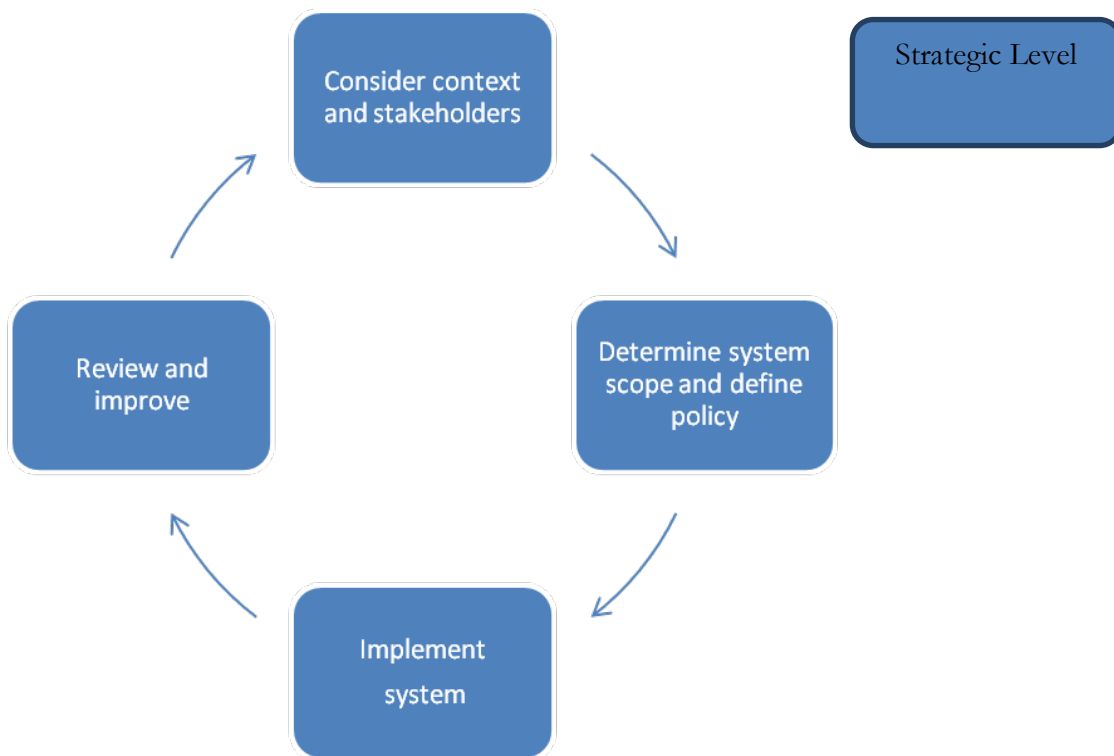 Strategic Level
Consider context
and stakeholders
Determine system
scope and define
policy
Implement
system
Review and
improve